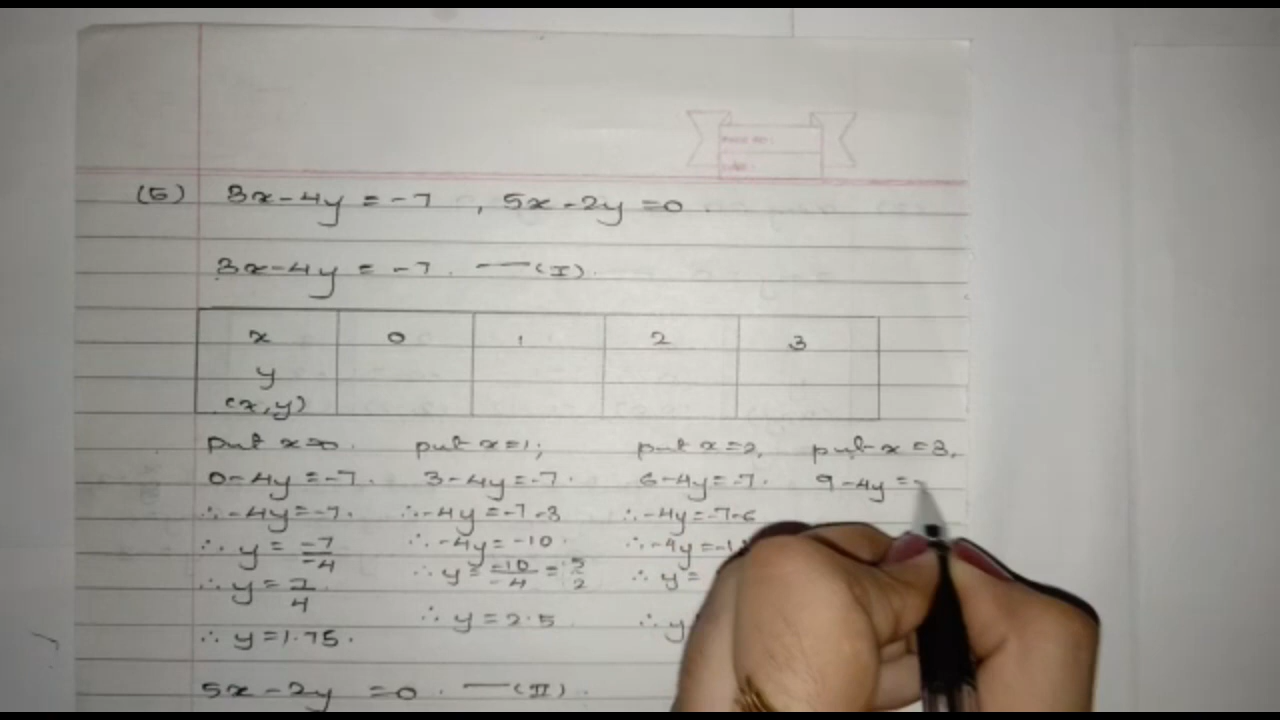 (5) 3x-4y = -7 , 5x-2y = 0.
3x-4y = -7. —(I).
x 0 1 2 3
y
(x,y)
put x=0. put x=1; put x=2, put x=3,
0-4y=-7. 3-4y=-7. 6-4y=-7. 9-4y=
∴ -4y=-7. ∴ -4y=-7-3 ∴ -4y=-7-6
∴ y = -7/-4 ∴ -4y=-10. ∴ -4y=
∴ y = 7/4 ∴ y = -10/-4 = 5/2 ∴ y =
∴ y=1.75. ∴ y = 2.5 ∴ y
5x-2y = 0. —(II).